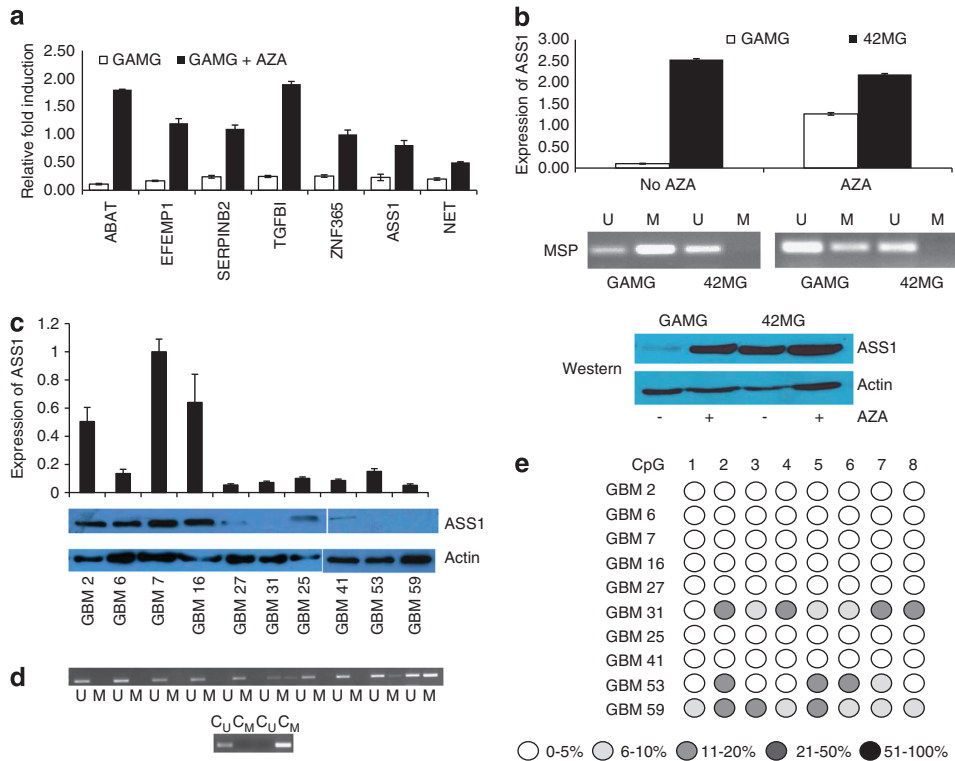 a
GAMG GAMG + AZA
Relative fold induction
2.50
2.00
1.50
1.00
0.50
0.00
ABAT
EFEMP1
SERPINB2
TGFBI
ZNF365
ASS1
NET
b
GAMG 42MG
Expression of ASS1
3.00
2.50
2.00
1.50
1.00
0.50
0.00
No AZA AZA
U M U M U M U M
MSP
GAMG 42MG GAMG 42MG
GAMG 42MG
Western
ASS1
Actin
- + - + AZA
c
Expression of ASS1
1.2
1
0.8
0.6
0.4
0.2
0
ASS1
Actin
GBM 2
GBM 6
GBM 7
GBM 16
GBM 27
GBM 31
GBM 25
GBM 41
GBM 53
GBM 59
d
U M U M U M U M U M U M U M U M U M U M
CU CM CU CM
e
CpG 1 2 3 4 5 6 7 8
GBM 2
GBM 6
GBM 7
GBM 16
GBM 27
GBM 31
GBM 25
GBM 41
GBM 53
GBM 59
0-5% 6-10% 11-20% 21-50% 51-100%